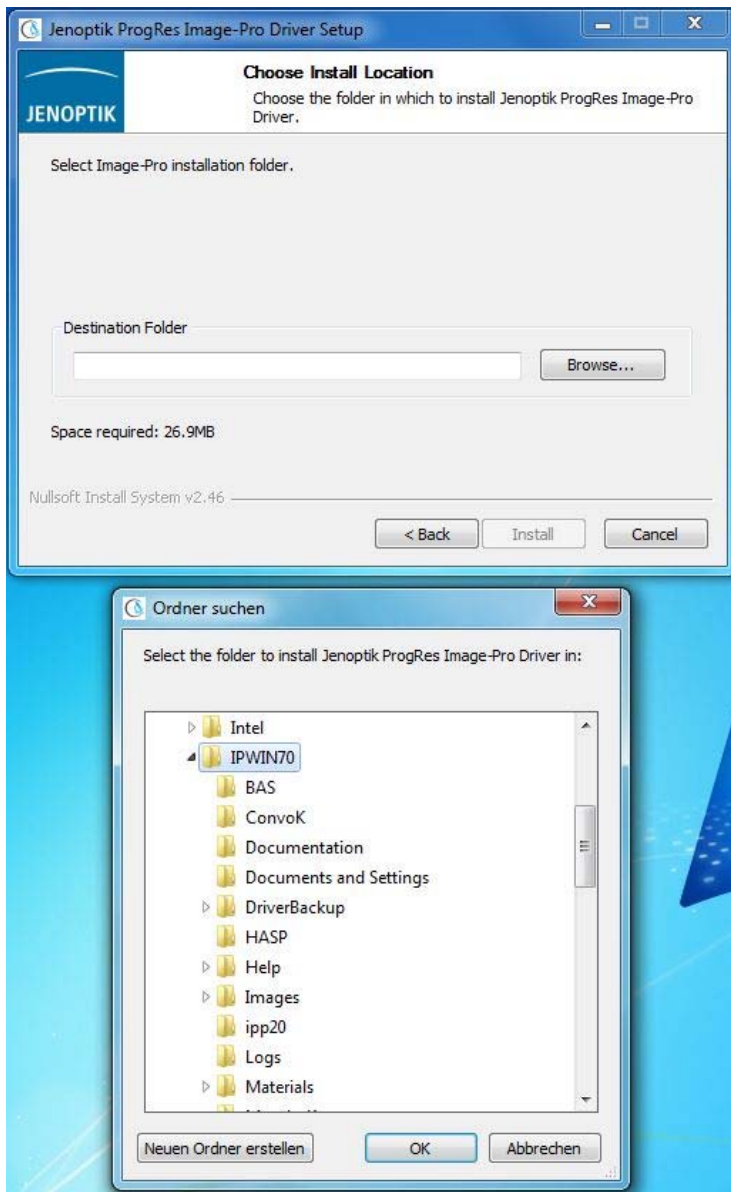 Jenoptik ProgRes Image-Pro Driver Setup
JENOPTIK
Choose Install Location
Choose the folder in which to install Jenoptik ProgRes Image-Pro
Driver.
Select Image-Pro installation folder.
Destination Folder
Browse...
Space required: 26.9MB
Nullsoft Install System v2.46
< Back
Install
Cancel
Ordner suchen
Select the folder to install Jenoptik ProgRes Image-Pro Driver in:
Intel
IPWIN70
BAS
ConvoK
Documentation
Documents and Settings
DriverBackup
HASP
Help
Images
ipp20
Logs
Materials
Neuen Ordner erstellen
OK
Abbrechen